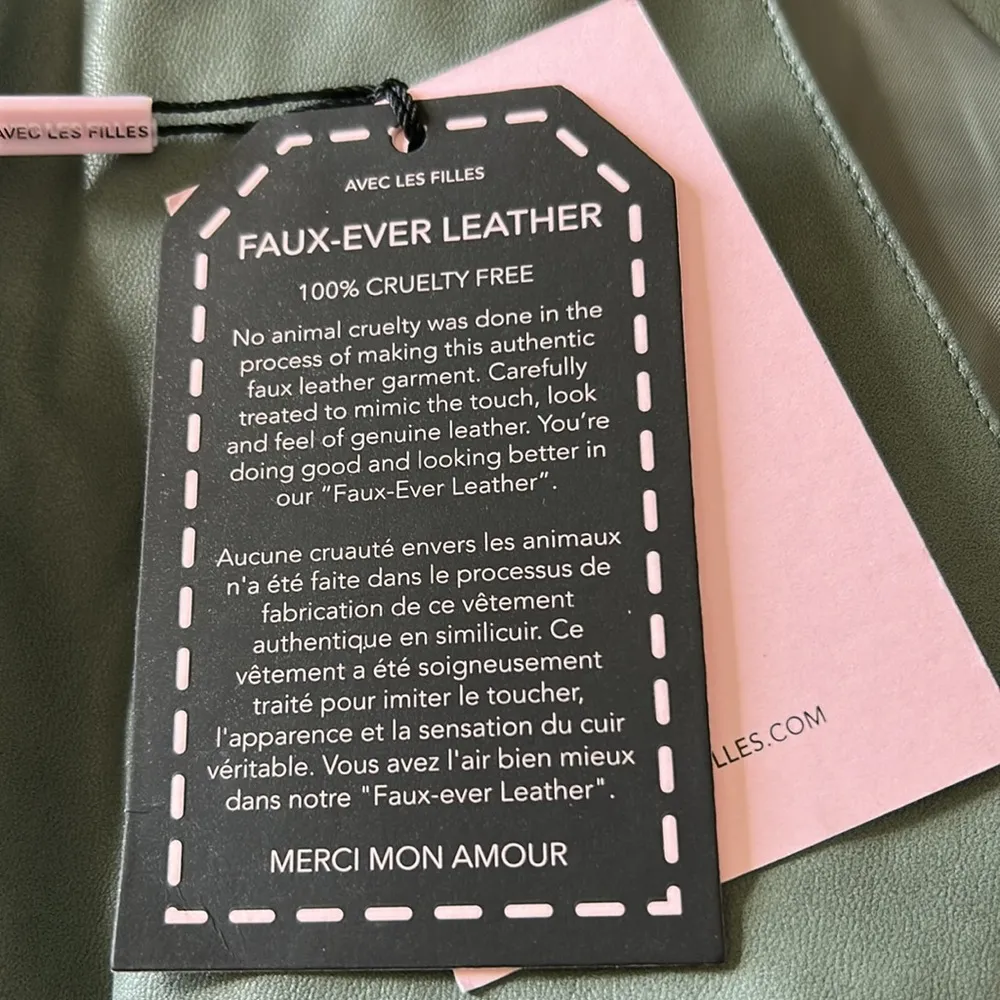 AVEC LES FILLES
AVEC LES FILLES
FAUX-EVER LEATHER
100% CRUELTY FREE
No animal cruelty was done in the
process of making this authentic
faux leather garment. Carefully
treated to mimic the touch, look
and feel of genuine leather. You're
doing good and looking better in
our “Faux-Ever Leather”.
Aucune cruauté envers les animaux
n'a été faite dans le processus de
fabrication de ce vêtement
authentique en similicuir. Ce
vêtement a été soigneusement
traité pour imiter le toucher,
l'apparence et la sensation du cuir
véritable. Vous avez l'air bien mieux
dans notre "Faux-ever Leather".
MERCI MON AMOUR
LLES.COM